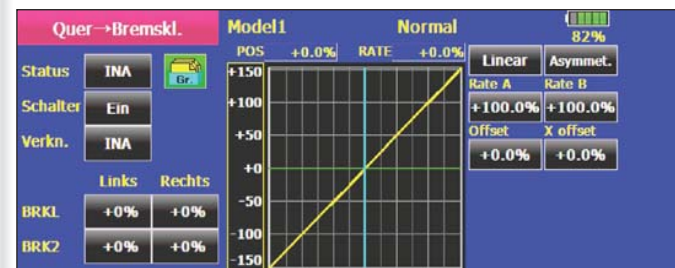 Quer→Bremskl. Model1 Normal 82%
POS +0.0% RATE +0.0%
Linear Asymmet.
Status INA Gr.
Rate A Rate B
+100.0% +100.0%
Schalter Ein
Offset X offset
+0.0% +0.0%
Verkn. INA
+150
+100
+50
+0
-50
-100
-150
Links Rechts
BRKL +0% +0%
BRK2 +0% +0%